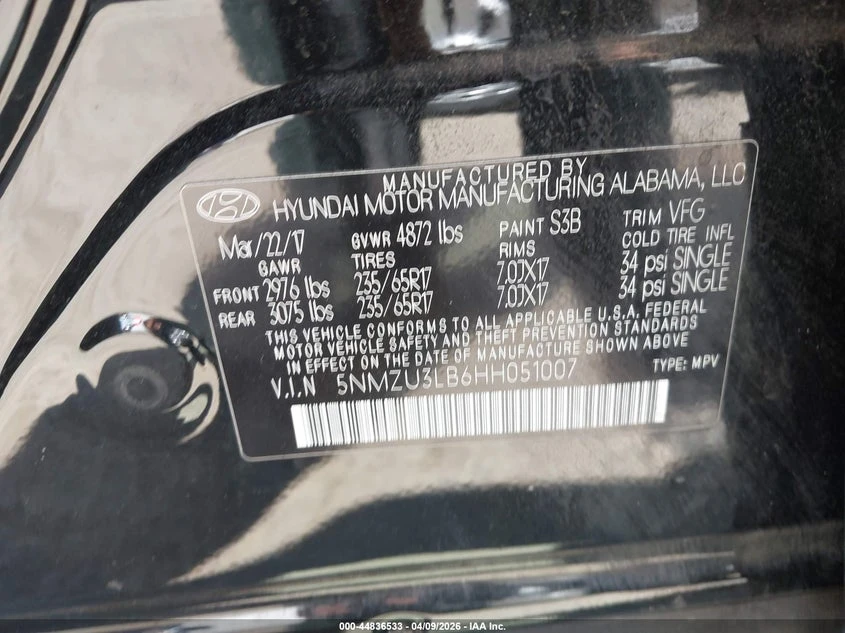 MANUFACTURED BY
HYUNDAI MOTOR MANUFACTURING ALABAMA, LLC
Mar/22/17 GVWR 4872 lbs PAINT S3B TRIM VFG
GAWR TIRES RIMS COLD TIRE INFL
FRONT 2976 lbs 235/65R17 7.0JX17 34 psi SINGLE
REAR 3075 lbs 235/65R17 7.0JX17 34 psi SINGLE
THIS VEHICLE CONFORMS TO ALL APPLICABLE U.S.A. FEDERAL
MOTOR VEHICLE SAFETY AND THEFT PREVENTION STANDARDS
IN EFFECT ON THE DATE OF MANUFACTURE SHOWN ABOVE
V.I.N 5NMZU3LB6HH051007 TYPE: MPV
000-44836533 - 04/09/2026 - IAA Inc.